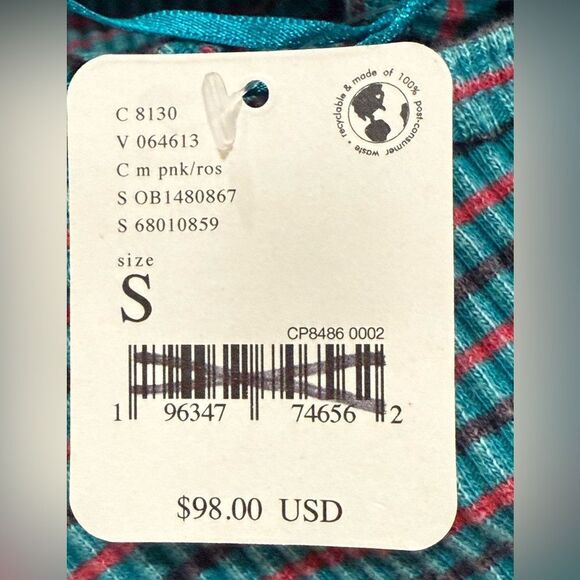 C 8130
V 064613
C m pnk/ros
S OB1480867
S 68010859
recyclable & made of 100% post-consumer waste •
size
S
CP8486 0002
1 96347 74656 2
$98.00 USD